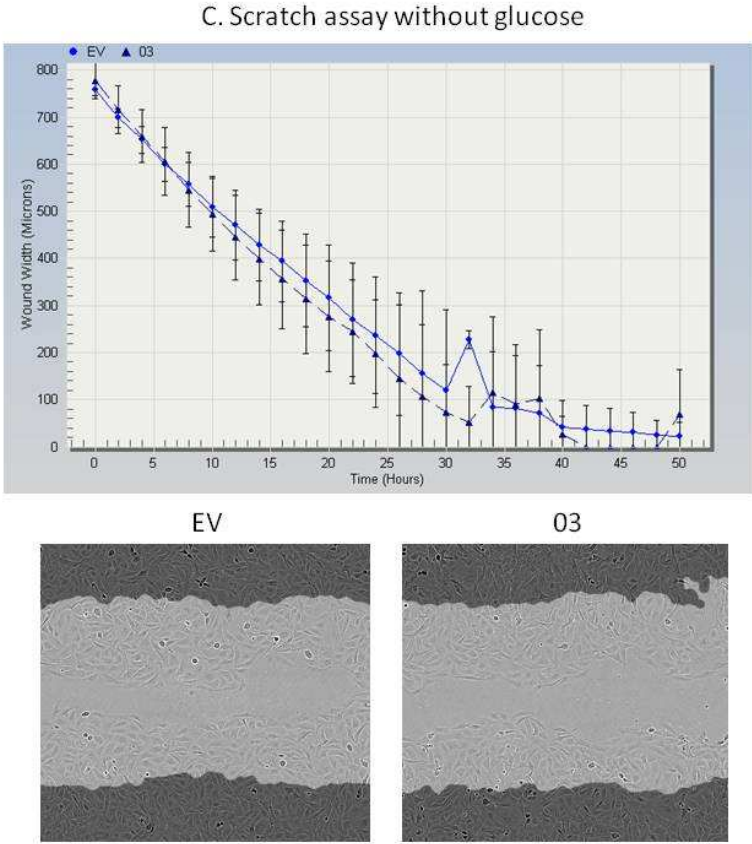 C. Scratch assay without glucose
EV 03
800
700
600
500
400
300
200
100
0
Wound Width (Microns)
0 5 10 15 20 25 30 35 40 45 50
Time (Hours)
EV 03